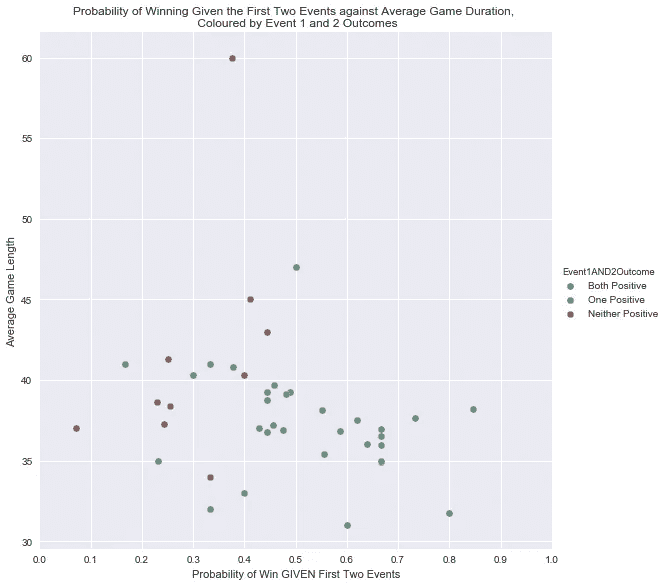 Probability of Winning Given the First Two Events against Average Game Duration,
Coloured by Event 1 and 2 Outcomes
60
55
50
45
40
35
30
Average Game Length
0.0 0.1 0.2 0.3 0.4 0.5 0.6 0.7 0.8 0.9 1.0
Probability of Win GIVEN First Two Events
Event1AND2Outcome
Both Positive
One Positive
Neither Positive